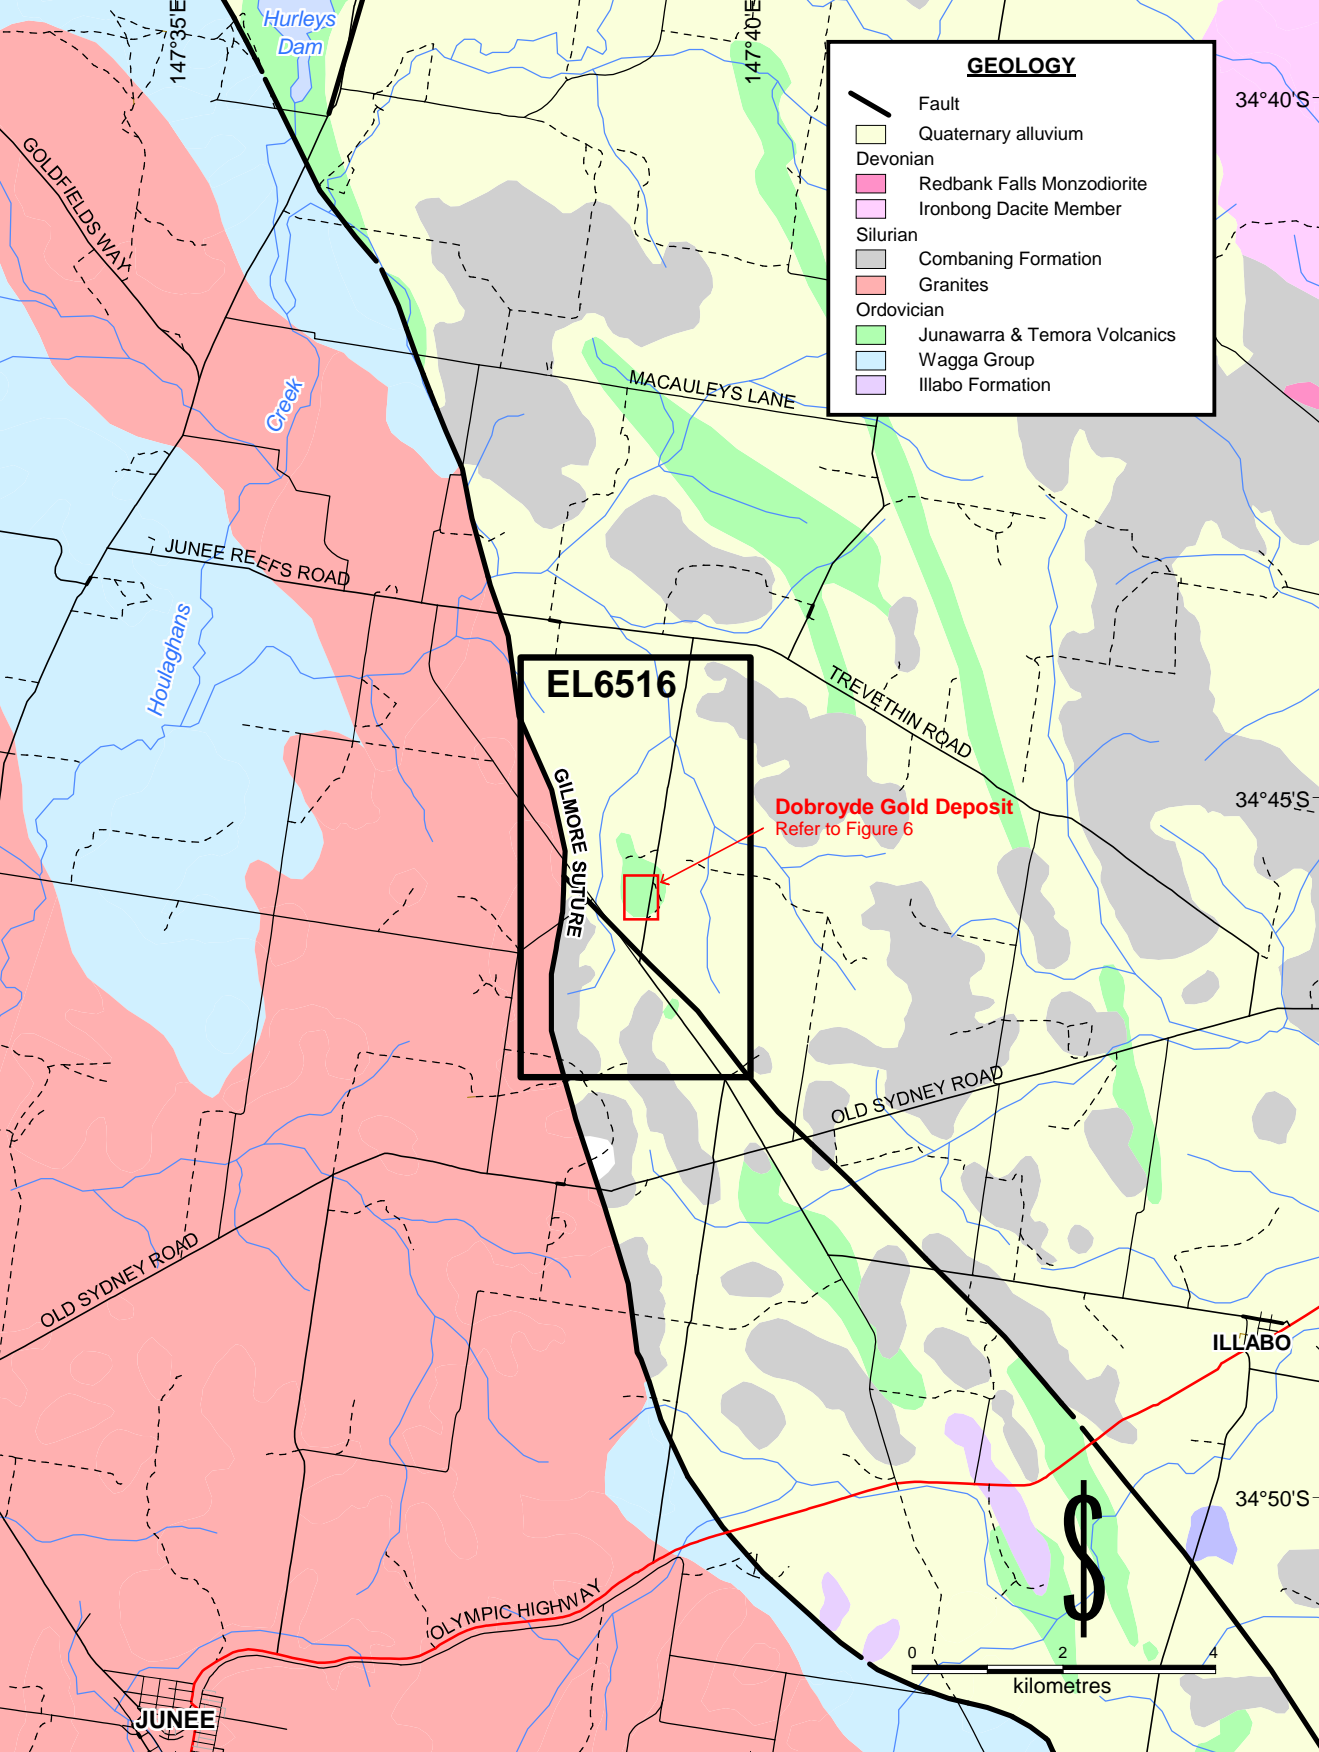 Hurleys
Dam
147°35'E
147°40'E
34°40'S
GEOLOGY
Fault
Quaternary alluvium
Devonian
Redbank Falls Monzodiorite
Ironbong Dacite Member
Silurian
Combaning Formation
Granites
Ordovician
Junawarra & Temora Volcanics
Wagga Group
Illabo Formation
GOLDFIELDS WAY
Creek
MACAULEYS LANE
JUNEE REEFS ROAD
Houlaghans
EL6516
TREVETHIN ROAD
GILMORE SUTURE
Dobroyde Gold Deposit
Refer to Figure 6
34°45'S
OLD SYDNEY ROAD
OLD SYDNEY ROAD
ILLABO
34°50'S
$
OLYMPIC HIGHWAY
0 2 4
kilometres
JUNEE